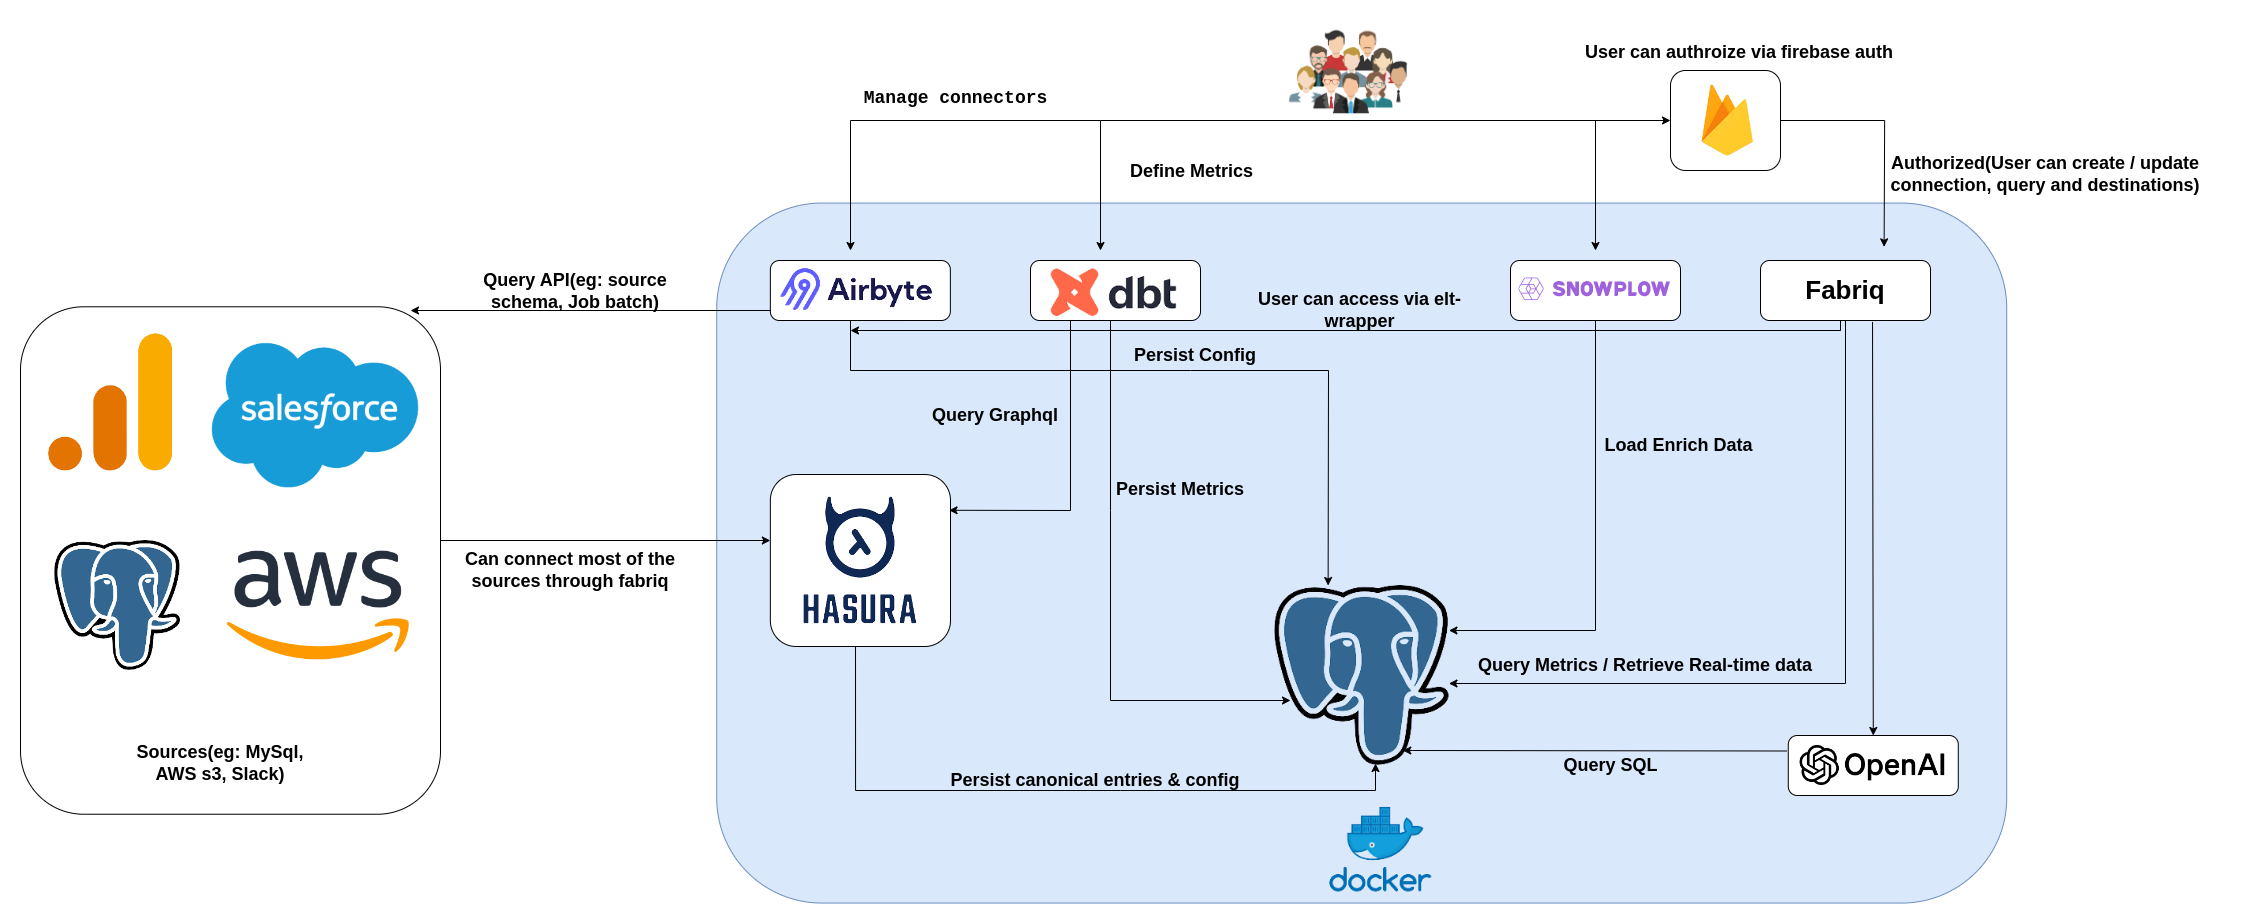 User can authroize via firebase auth
Manage connectors
Define Metrics
Authorized(User can create / update
connection, query and destinations)
Query API(eg: source
schema, Job batch)
Airbyte
dbt
User can access via elt-
wrapper
SNOWPLOW
Fabriq
Persist Config
salesforce
Query Graphql
Load Enrich Data
Persist Metrics
aws
Can connect most of the
sources through fabriq
HASURA
Query Metrics / Retrieve Real-time data
Sources(eg: MySql,
AWS s3, Slack)
Persist canonical entries & config
Query SQL
OpenAI
docker